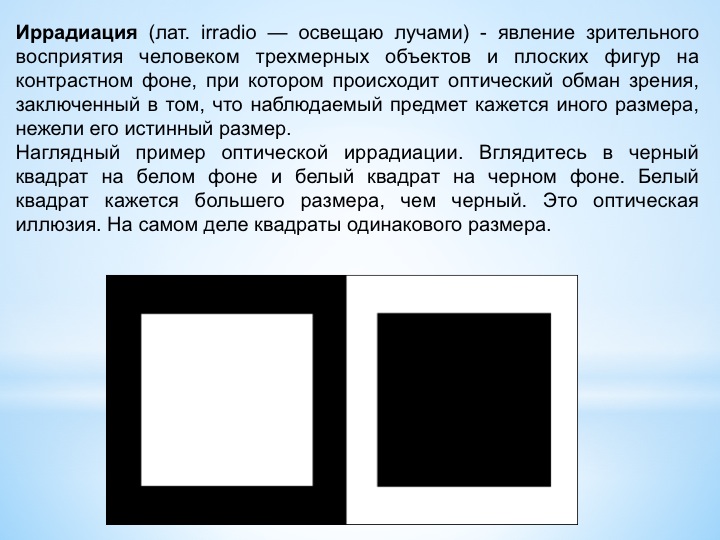 Иррадиация (лат. irradio — освещаю лучами) - явление зрительного
восприятия человеком трехмерных объектов и плоских фигур на
контрастном фоне, при котором происходит оптический обман зрения,
заключенный в том, что наблюдаемый предмет кажется иного размера,
нежели его истинный размер.
Наглядный пример оптической иррадиации. Вглядитесь в черный
квадрат на белом фоне и белый квадрат на черном фоне. Белый
квадрат кажется большего размера, чем черный. Это оптическая
иллюзия. На самом деле квадраты одинакового размера.